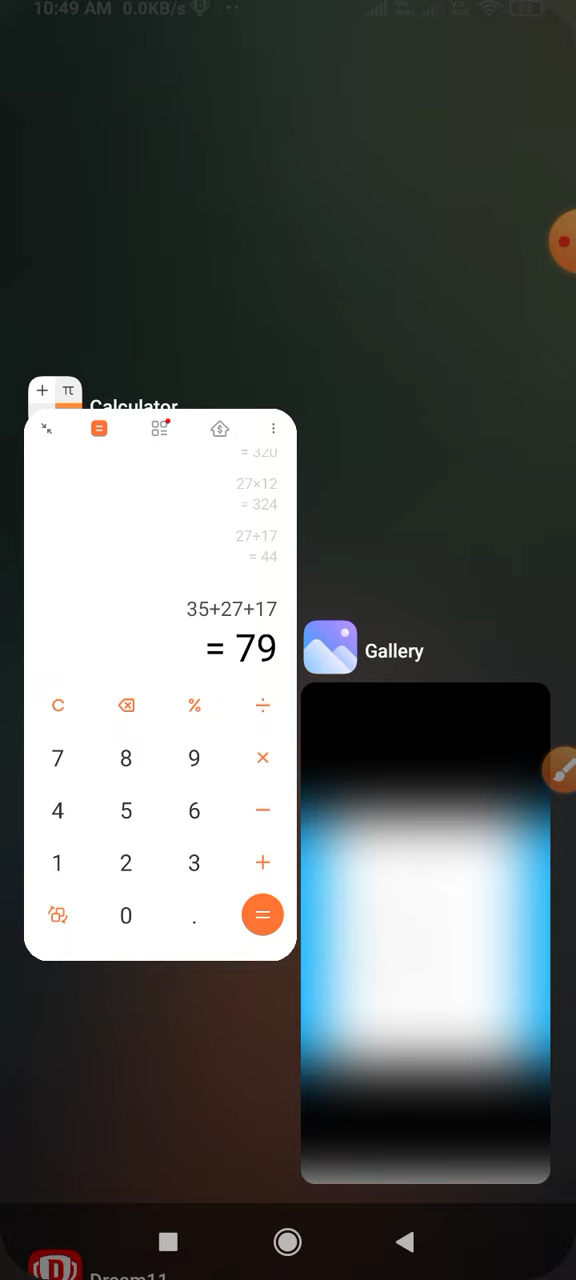 10:49 AM 0.0KB/s
Calculator
= 320
27×12
= 324
27+17
= 44
35+27+17
= 79
Gallery
C % ÷
7 8 9 ×
4 5 6 −
1 2 3 +
0 . =
Dream11